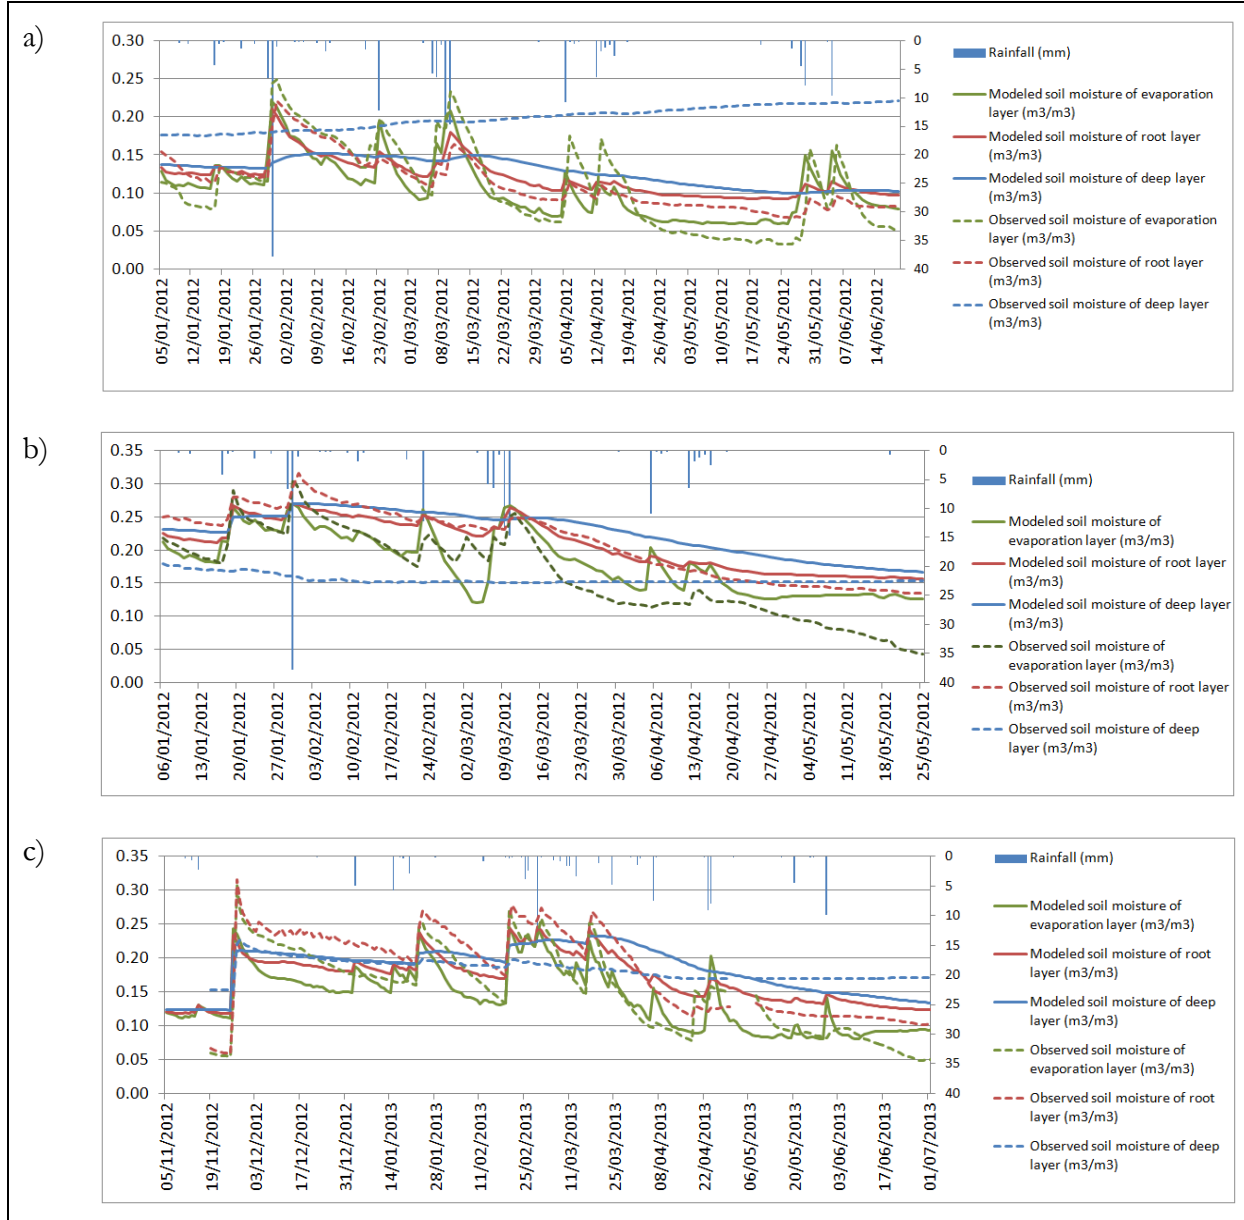 a)
0.30
0.25
0.20
0.15
0.10
0.05
0.00
0
5
10
15
20
25
30
35
40
05/01/2012
12/01/2012
19/01/2012
26/01/2012
02/02/2012
09/02/2012
16/02/2012
23/02/2012
01/03/2012
08/03/2012
15/03/2012
22/03/2012
29/03/2012
05/04/2012
12/04/2012
19/04/2012
26/04/2012
03/05/2012
10/05/2012
17/05/2012
24/05/2012
31/05/2012
07/06/2012
14/06/2012
Rainfall (mm)
Modeled soil moisture of evaporation
layer (m3/m3)
Modeled soil moisture of root layer
(m3/m3)
Modeled soil moisture of deep layer
(m3/m3)
Observed soil moisture of evaporation
layer (m3/m3)
Observed soil moisture of root layer
(m3/m3)
Observed soil moisture of deep layer
(m3/m3)
b)
0.35
0.30
0.25
0.20
0.15
0.10
0.05
0.00
0
5
10
15
20
25
30
35
40
06/01/2012
13/01/2012
20/01/2012
27/01/2012
03/02/2012
10/02/2012
17/02/2012
24/02/2012
02/03/2012
09/03/2012
16/03/2012
23/03/2012
30/03/2012
06/04/2012
13/04/2012
20/04/2012
27/04/2012
04/05/2012
11/05/2012
18/05/2012
25/05/2012
Rainfall (mm)
Modeled soil moisture of
evaporation layer (m3/m3)
Modeled soil moisture of root layer
(m3/m3)
Modeled soil moisture of deep layer
(m3/m3)
Observed soil moisture of
evaporation layer (m3/m3)
Observed soil moisture of root layer
(m3/m3)
Observed soil moisture of deep
layer (m3/m3)
c)
0.35
0.30
0.25
0.20
0.15
0.10
0.05
0.00
0
5
10
15
20
25
30
35
40
05/11/2012
19/11/2012
03/12/2012
17/12/2012
31/12/2012
14/01/2013
28/01/2013
11/02/2013
25/02/2013
11/03/2013
25/03/2013
08/04/2013
22/04/2013
06/05/2013
20/05/2013
03/06/2013
17/06/2013
01/07/2013
Rainfall (mm)
Modeled soil moisture of
evaporation layer (m3/m3)
Modeled soil moisture of root
layer (m3/m3)
Modeled soil moisture of deep
layer (m3/m3)
Observed soil moisture of
evaporation layer (m3/m3)
Observed soil moisture of root
layer (m3/m3)
Observed soil moisture of deep
layer (m3/m3)